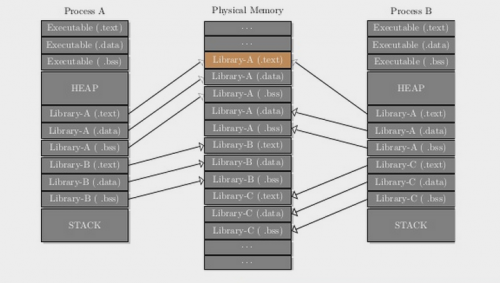 Process A
Executable (.text)
Executable (.data)
Executable ( .bss)
HEAP
Library-A (.text)
Library-A (.data)
Library-A ( .bss)
Library-B (.text)
Library-B (.data)
Library-B ( .bss)
STACK
Physical Memory
...
...
Library-A (.text)
Library-A (.data)
Library-A ( .bss)
Library-A (.data)
Library-A ( .bss)
Library-B (.text)
Library-B (.data)
Library-B ( .bss)
Library-C (.text)
Library-C (.data)
Library-C ( .bss)
...
...
Process B
Executable (.text)
Executable (.data)
Executable ( .bss)
HEAP
Library-A (.text)
Library-A (.data)
Library-A ( .bss)
Library-C (.text)
Library-C (.data)
Library-C ( .bss)
STACK